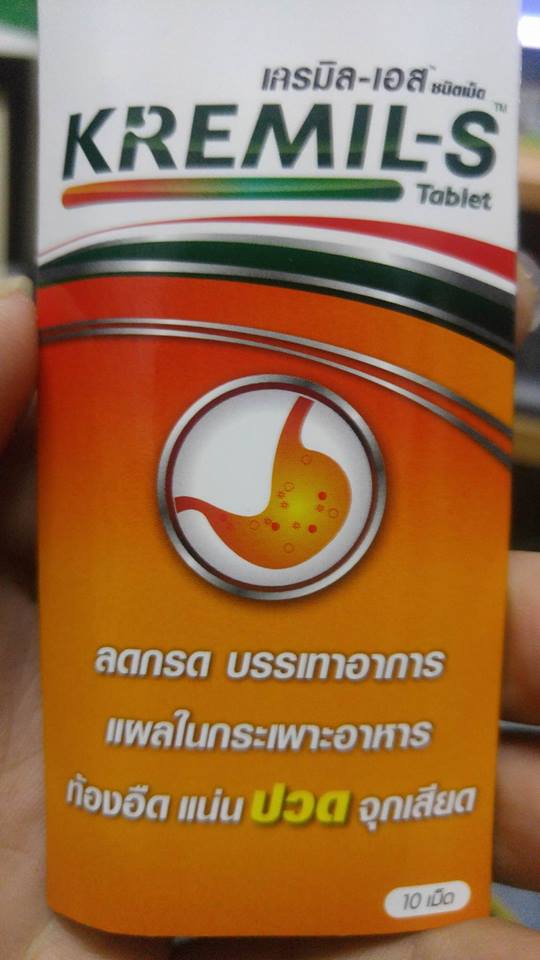 เครมิล-เอส ชนิดเม็ด
KREMIL-S™
Tablet
ลดกรด บรรเทาอาการ
แผลในกระเพาะอาหาร
ท้องอืด แน่น ปวด จุกเสียด
10 เม็ด